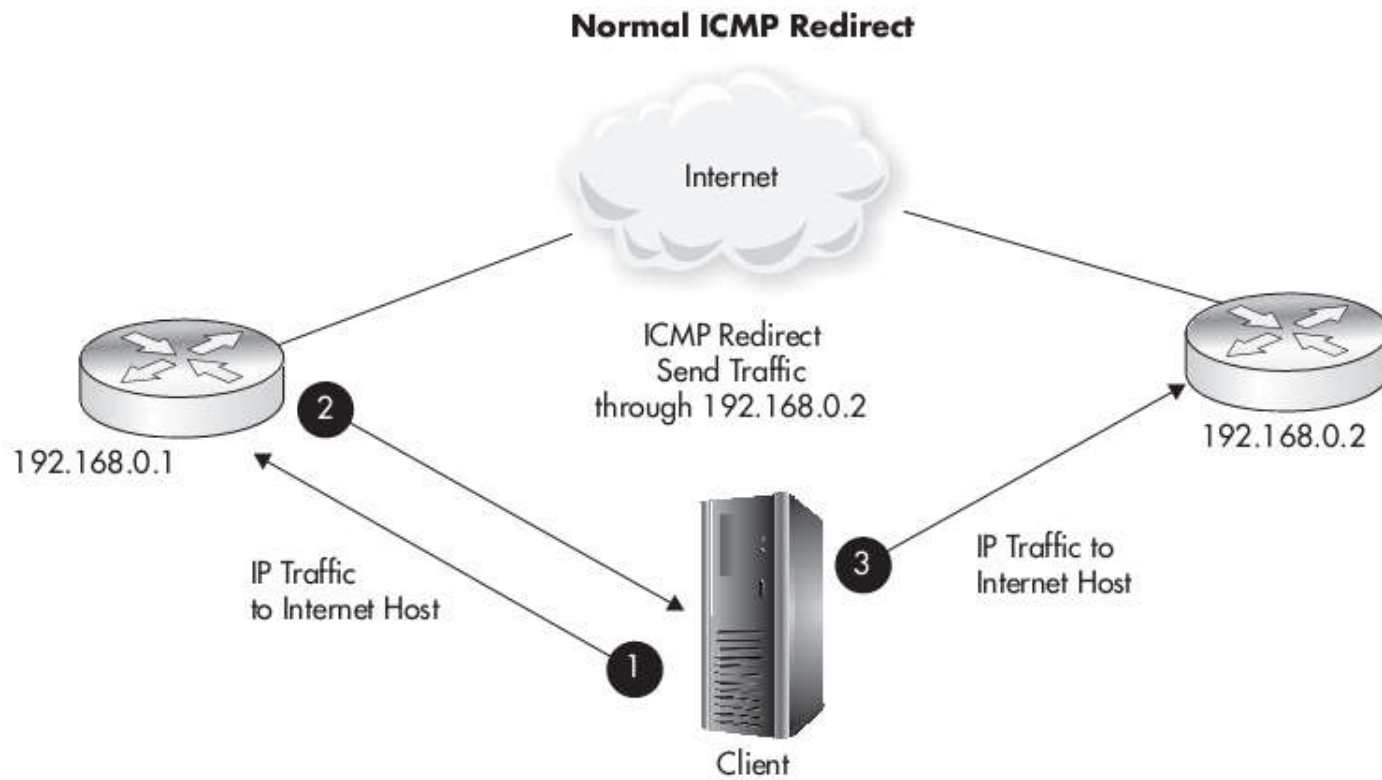 Normal ICMP Redirect
Internet
ICMP Redirect
Send Traffic
through 192.168.0.2
2
192.168.0.1
192.168.0.2
3
IP Traffic to
Internet Host
IP Traffic
to Internet Host
1
Client